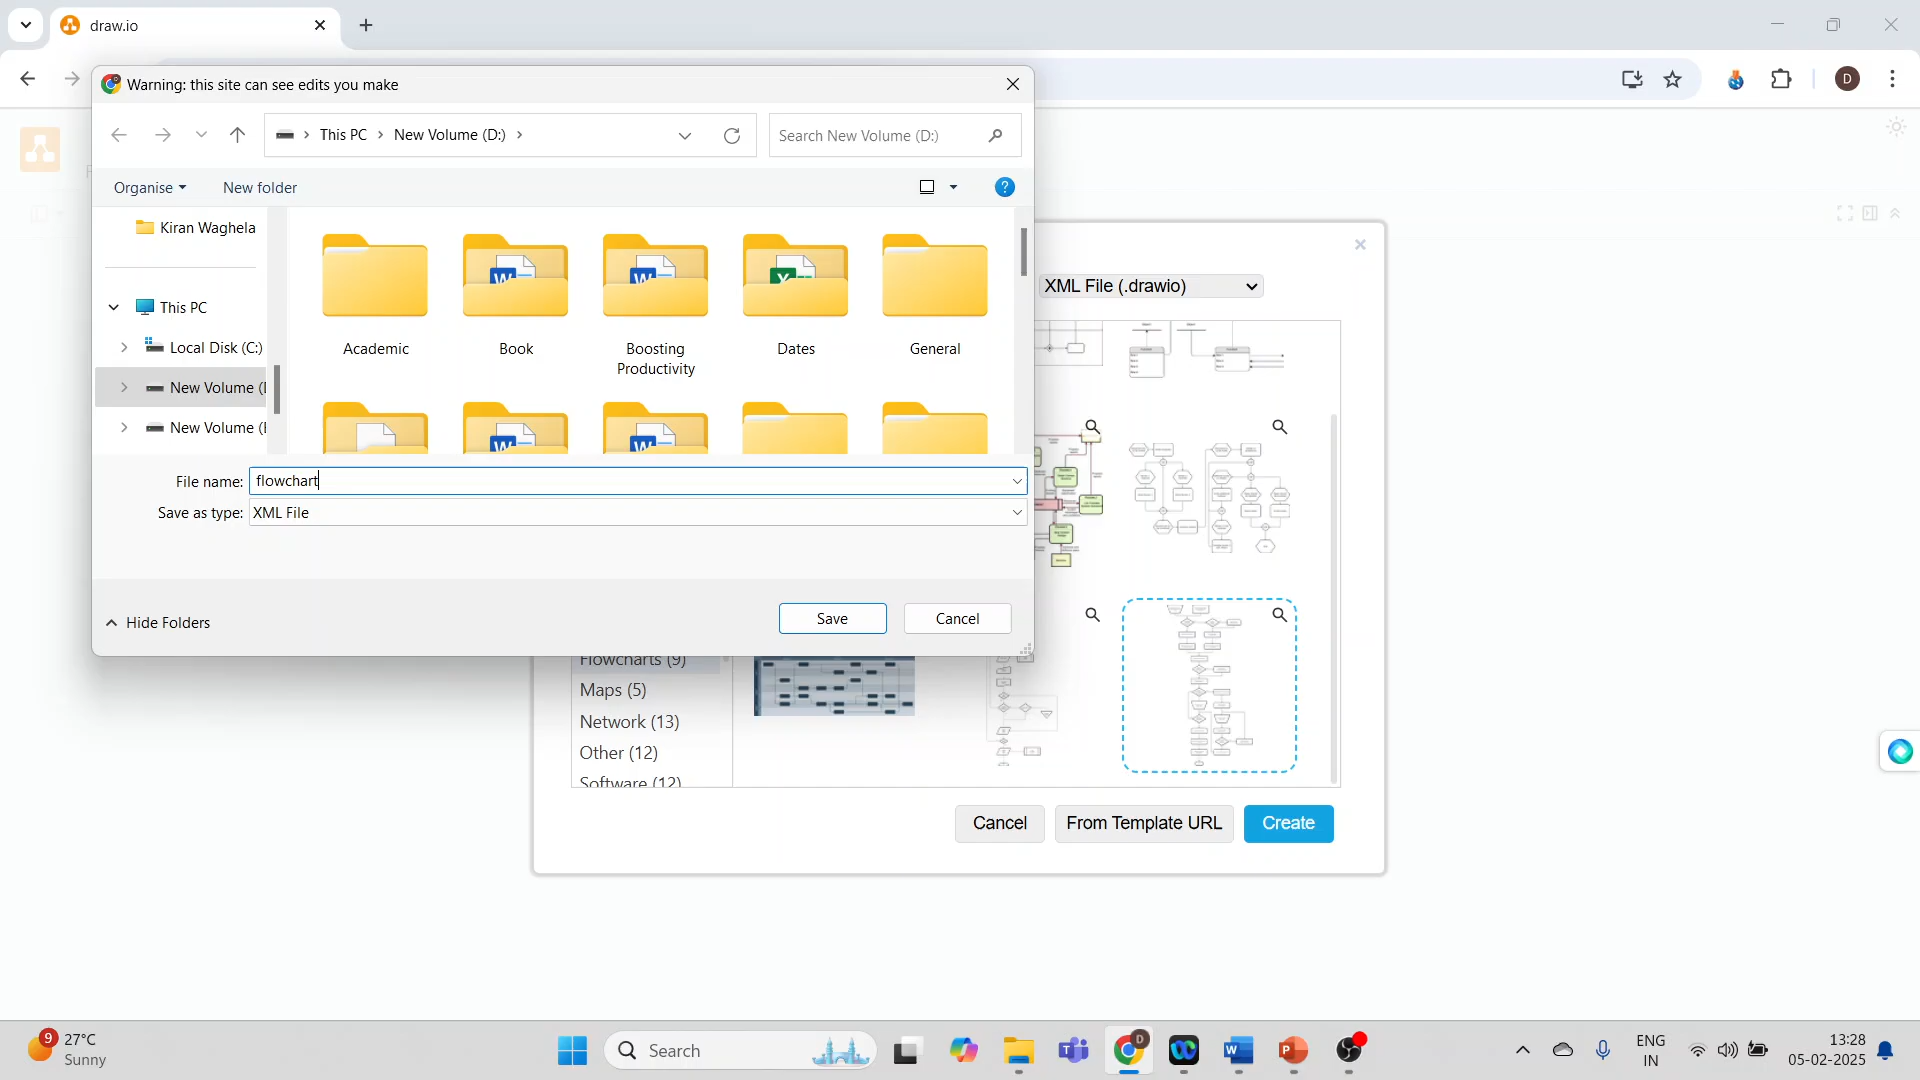 draw.io
D
Warning: this site can see edits you make
This PC
New Volume (D:)
Search New Volume (D:)
Organise
New folder
Kiran Waghela
This PC
Local Disk (C:)
New Volume (
New Volume (
Academic
Book
Boosting
Productivity
Dates
General
File name:
flowchart
Save as type:
XML File
Save
Cancel
Hide Folders
XML File (.drawio)
Flowcharts (9)
Maps (5)
Network (13)
Other (12)
Software (12)
Cancel
From Template URL
Create
9
27°C
Sunny
Search
D
ENG
IN
13:28
05-02-2025